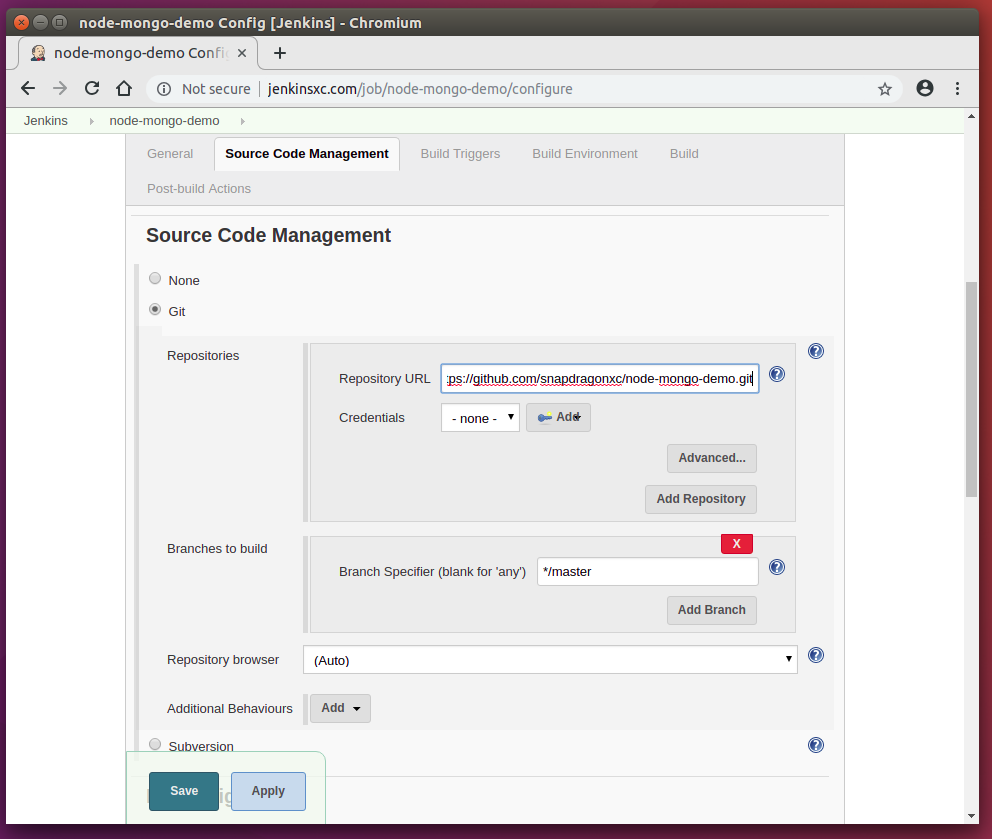 node-mongo-demo Config [Jenkins] - Chromium
node-mongo-demo Confi
Not secure | jenkinsxc.com/job/node-mongo-demo/configure
Jenkins node-mongo-demo
General Source Code Management Build Triggers Build Environment Build
Post-build Actions
Source Code Management
None
Git
Repositories
Repository URL :ps://github.com/snapdragonxc/node-mongo-demo.git
Credentials - none - Add
Advanced...
Add Repository
Branches to build
X
Branch Specifier (blank for 'any') */master
Add Branch
Repository browser (Auto)
Additional Behaviours Add
Subversion
Save Apply